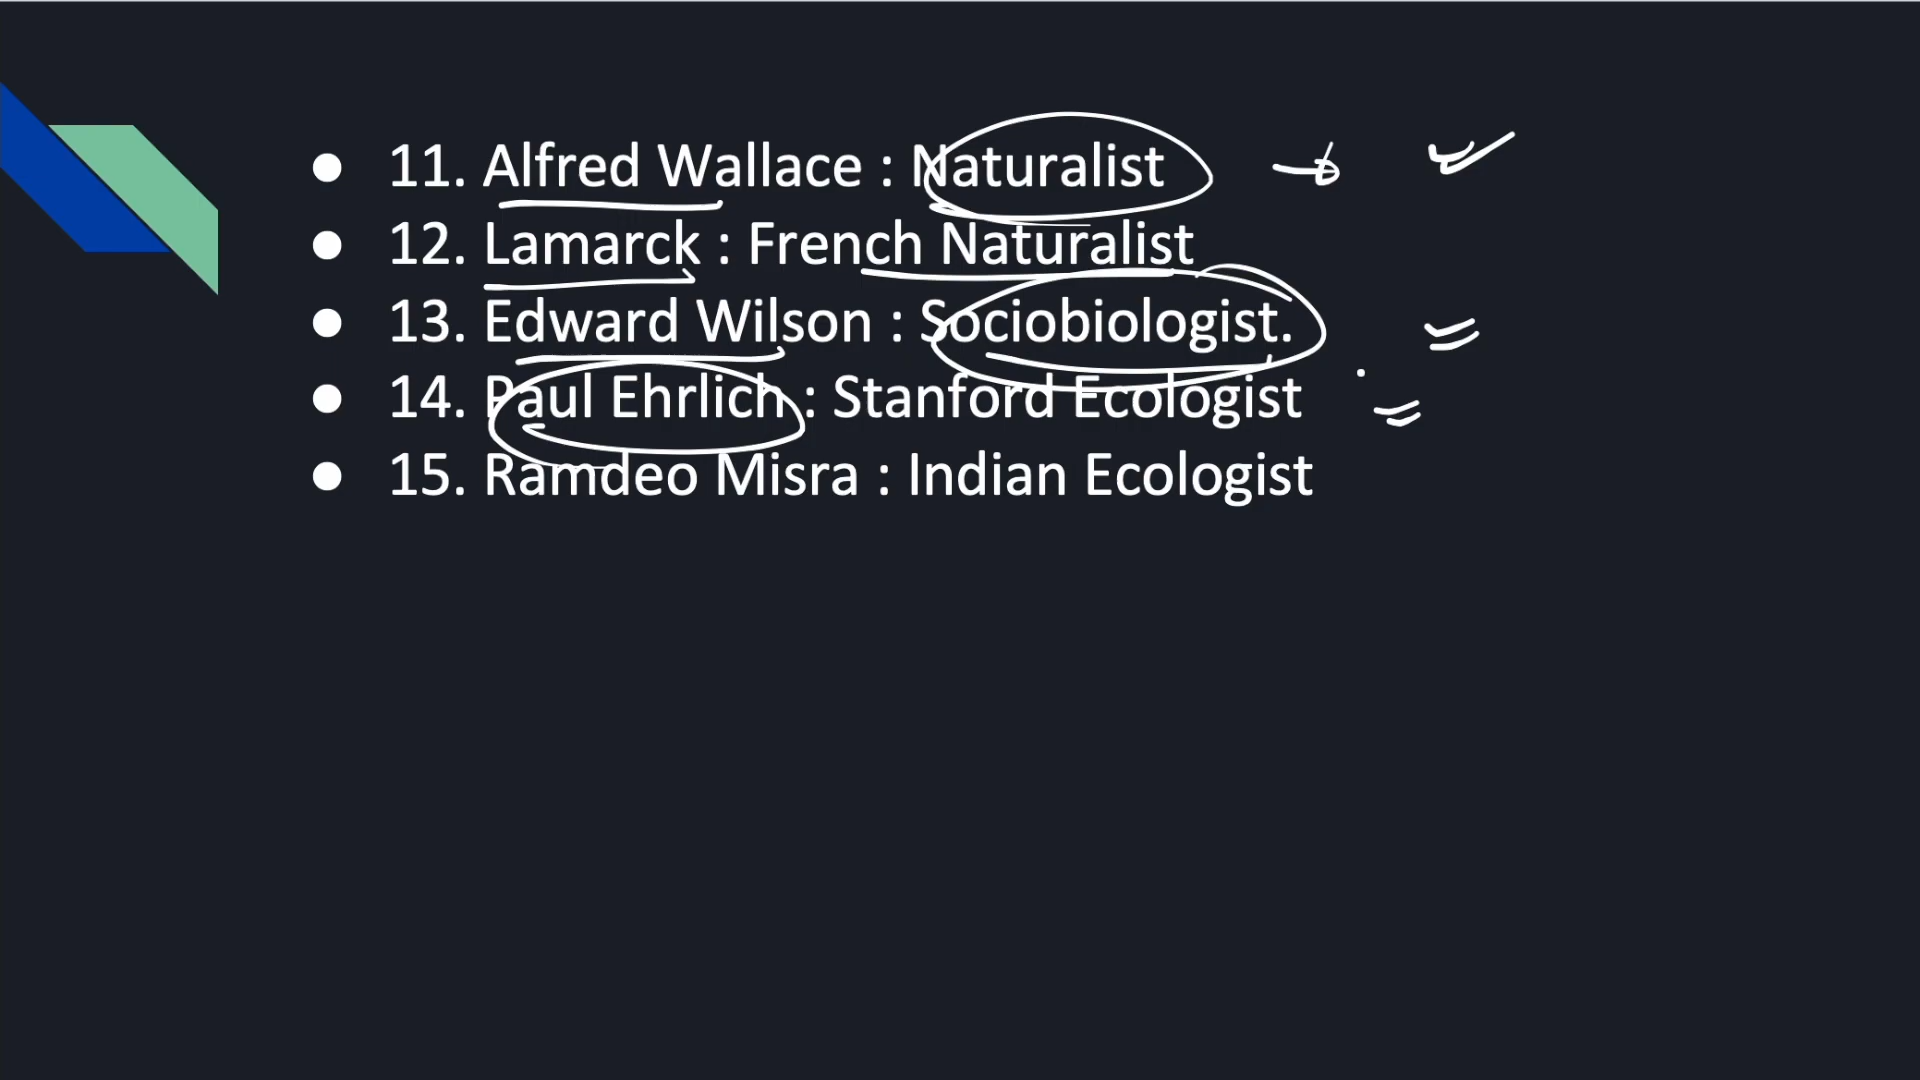 ● 11. Alfred Wallace : Naturalist
● 12. Lamarck : French Naturalist
● 13. Edward Wilson : Sociobiologist.
● 14. Paul Ehrlich : Stanford Ecologist
● 15. Ramdeo Misra : Indian Ecologist